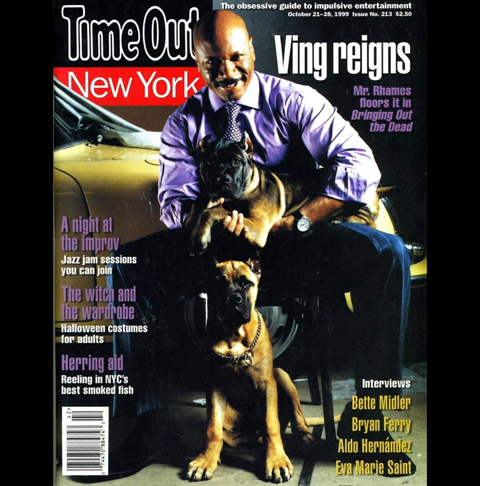 The obsessive guide to impulsive entertainment
October 21–28, 1999 Issue No. 213 $2.50
Time Out
New York
Ving reigns
Mr. Rhames
floors it in
Bringing Out
the Dead
A night at
the improv
Jazz jam sessions
you can join
The witch and
the wardrobe
Halloween costumes
for adults
Herring aid
Reeling in NYC's
best smoked fish
Interviews
Bette Midler
Bryan Ferry
Aldo Hernández
Eva Marie Saint